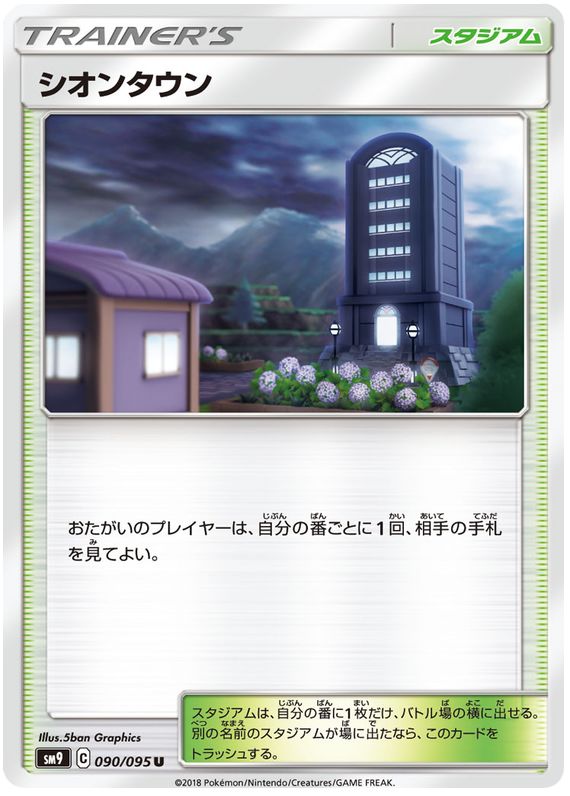 TRAINER'S
スタジアム
シオンタウン
おたがいのプレイヤーは、自分の番ごとに1回、相手の手札
を見てよい。
スタジアムは、自分の番に1枚だけ、バトル場の横に出せる。
別の名前のスタジアムが場に出たなら、このカードを
トラッシュする。
Illus.5ban Graphics
SM9 C 090/095 U
©2018 Pokémon/Nintendo/Creatures/GAME FREAK.